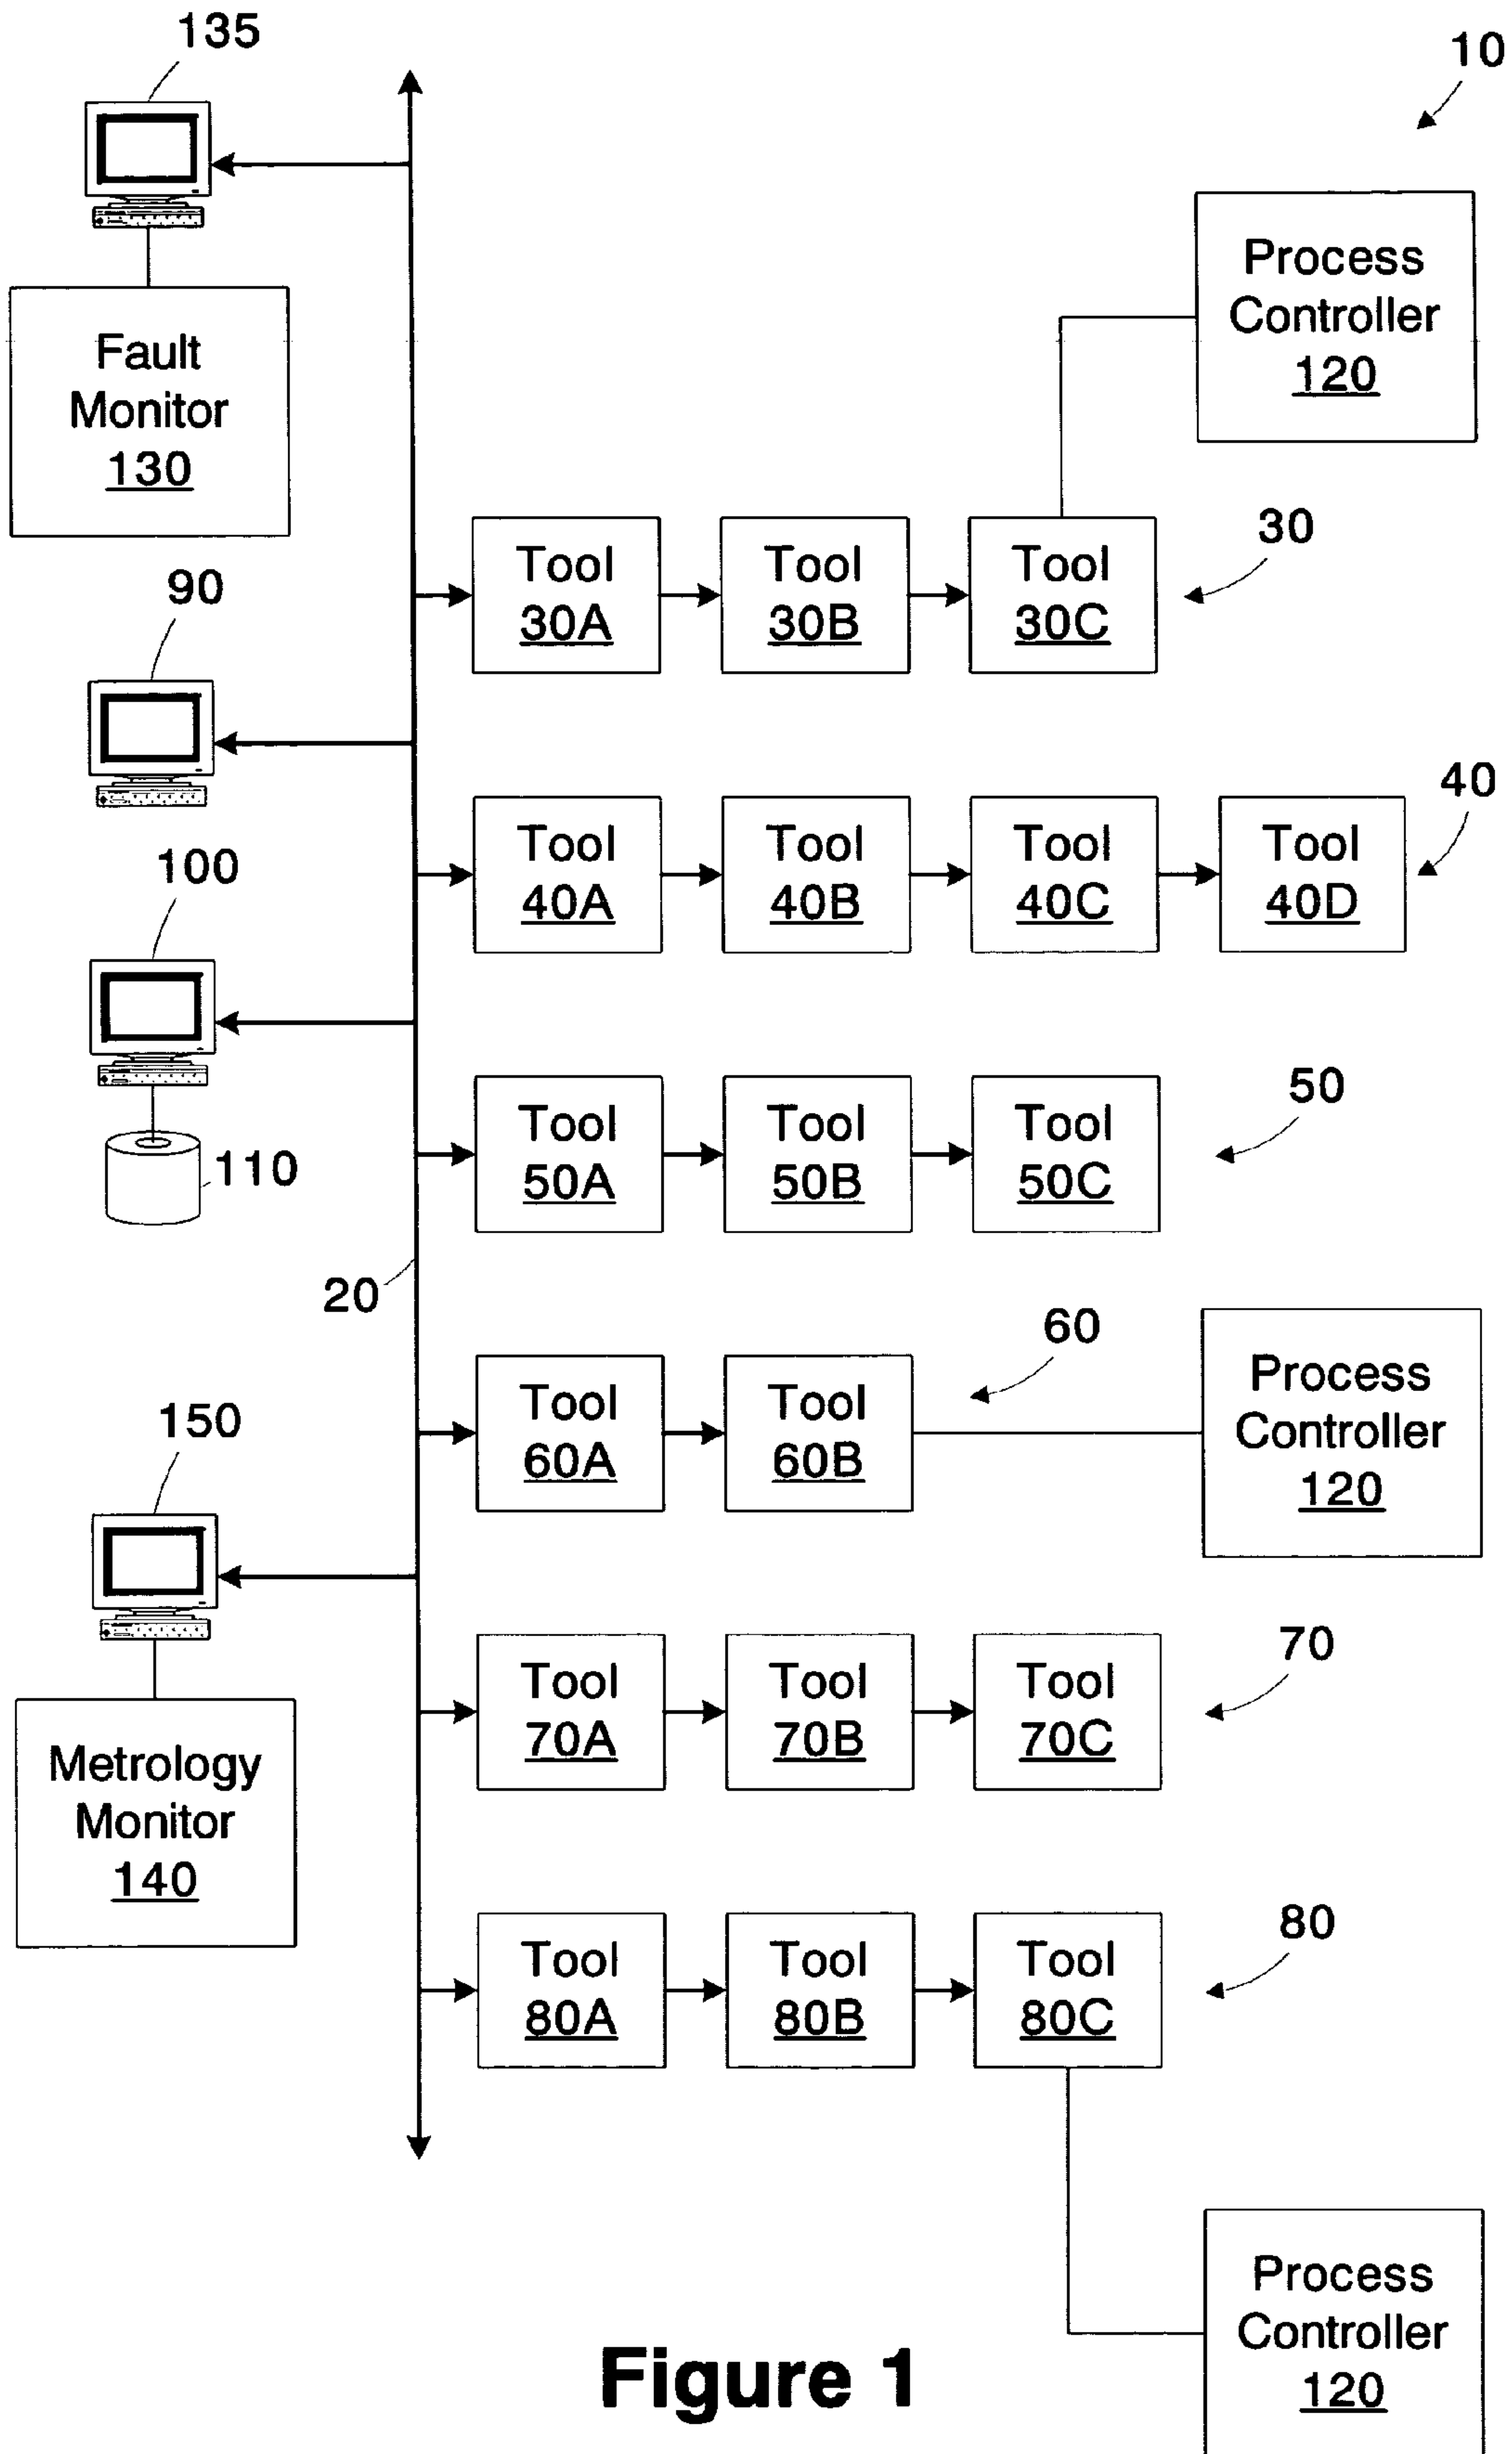 135
10
Process
Controller
120
Fault
Monitor
130
Tool
30A
Tool
30B
Tool
30C
30
90
Tool
40A
Tool
40B
Tool
40C
Tool
40D
40
100
110
Tool
50A
Tool
50B
Tool
50C
50
20
Tool
60A
Tool
60B
60
Process
Controller
120
150
Tool
70A
Tool
70B
Tool
70C
70
Metrology
Monitor
140
Tool
80A
Tool
80B
Tool
80C
80
Process
Controller
120
Figure 1